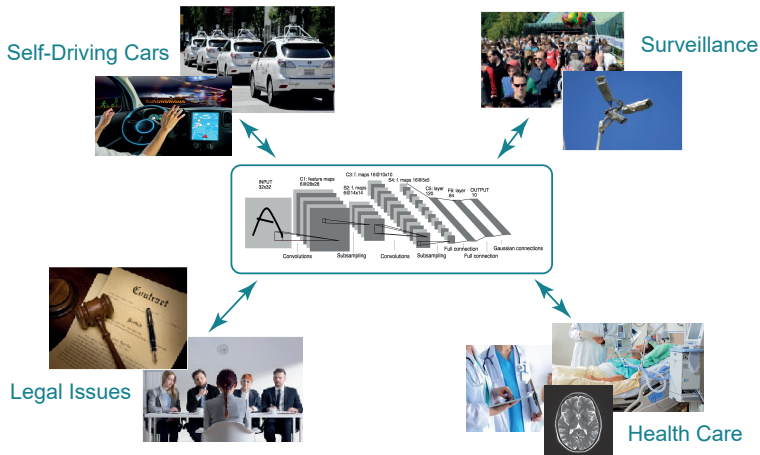 Self-Driving Cars
Surveillance
INPUT
32x32
C1: feature maps
6@28x28
S2: f. maps
6@14x14
C3: f. maps 16@10x10
S4: f. maps 16@5x5
C5: layer
120
F6: layer
84
OUTPUT
10
Convolutions
Subsampling
Convolutions
Subsampling
Full connection
Full connection
Gaussian connections
A
Contract
Legal Issues
Health Care